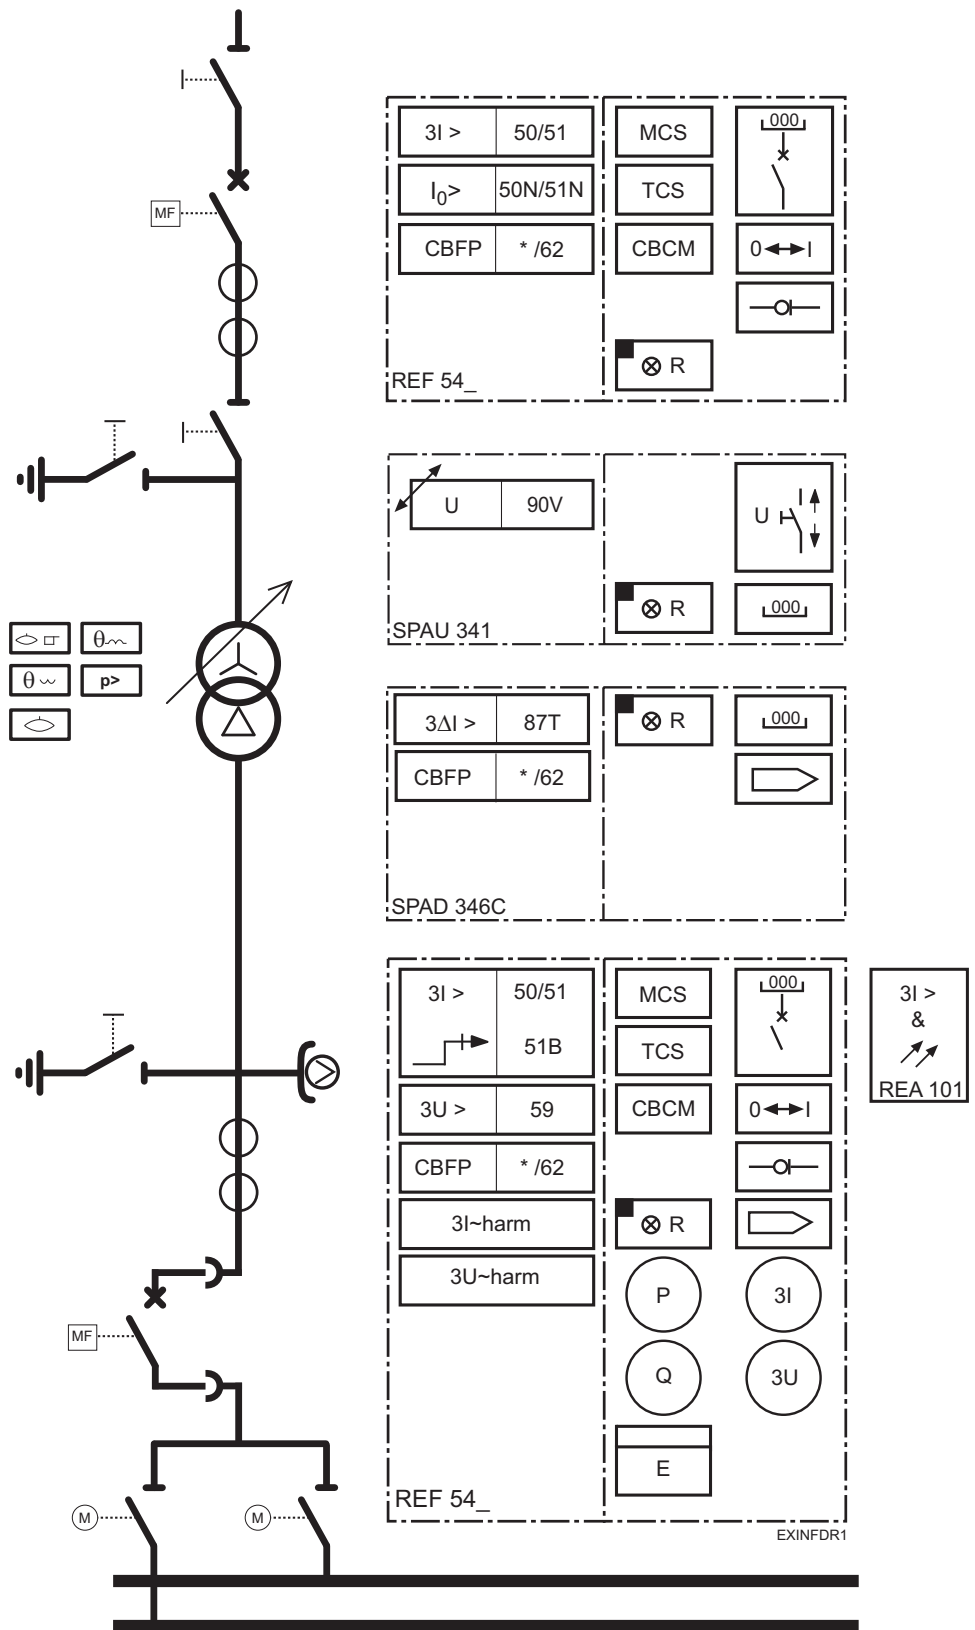 3I > 50/51
I0> 50N/51N
CBFP * /62
MCS
TCS
CBCM
000
0 I
R
REF 54_
MF
U 90V
U I
R
000
SPAU 341
θ
θ
p>
3ΔI > 87T
CBFP * /62
R
000
SPAD 346C
3I > 50/51
51B
3U > 59
CBFP * /62
3I~harm
3U~harm
MCS
TCS
CBCM
000
0 I
R
P
3I
Q
3U
E
REF 54_
3I >
&
REA 101
MF
M
M
EXINFDR1